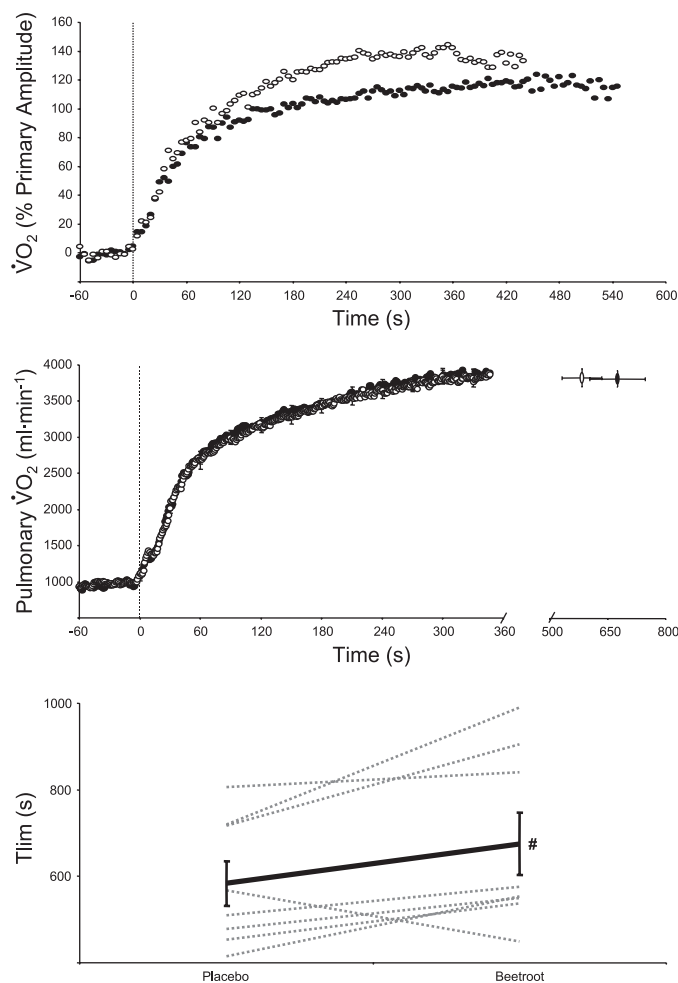 160
140
120
100
80
60
40
20
0
-20
V̇O2 (% Primary Amplitude)
-60 0 60 120 180 240 300 360 420 480 540 600
Time (s)
4000
3500
3000
2500
2000
1500
1000
Pulmonary V̇O2 (ml·min-1)
-60 0 60 120 180 240 300 360 500 650 800
Time (s)
1000
800
600
Tlim (s)
#
Placebo Beetroot